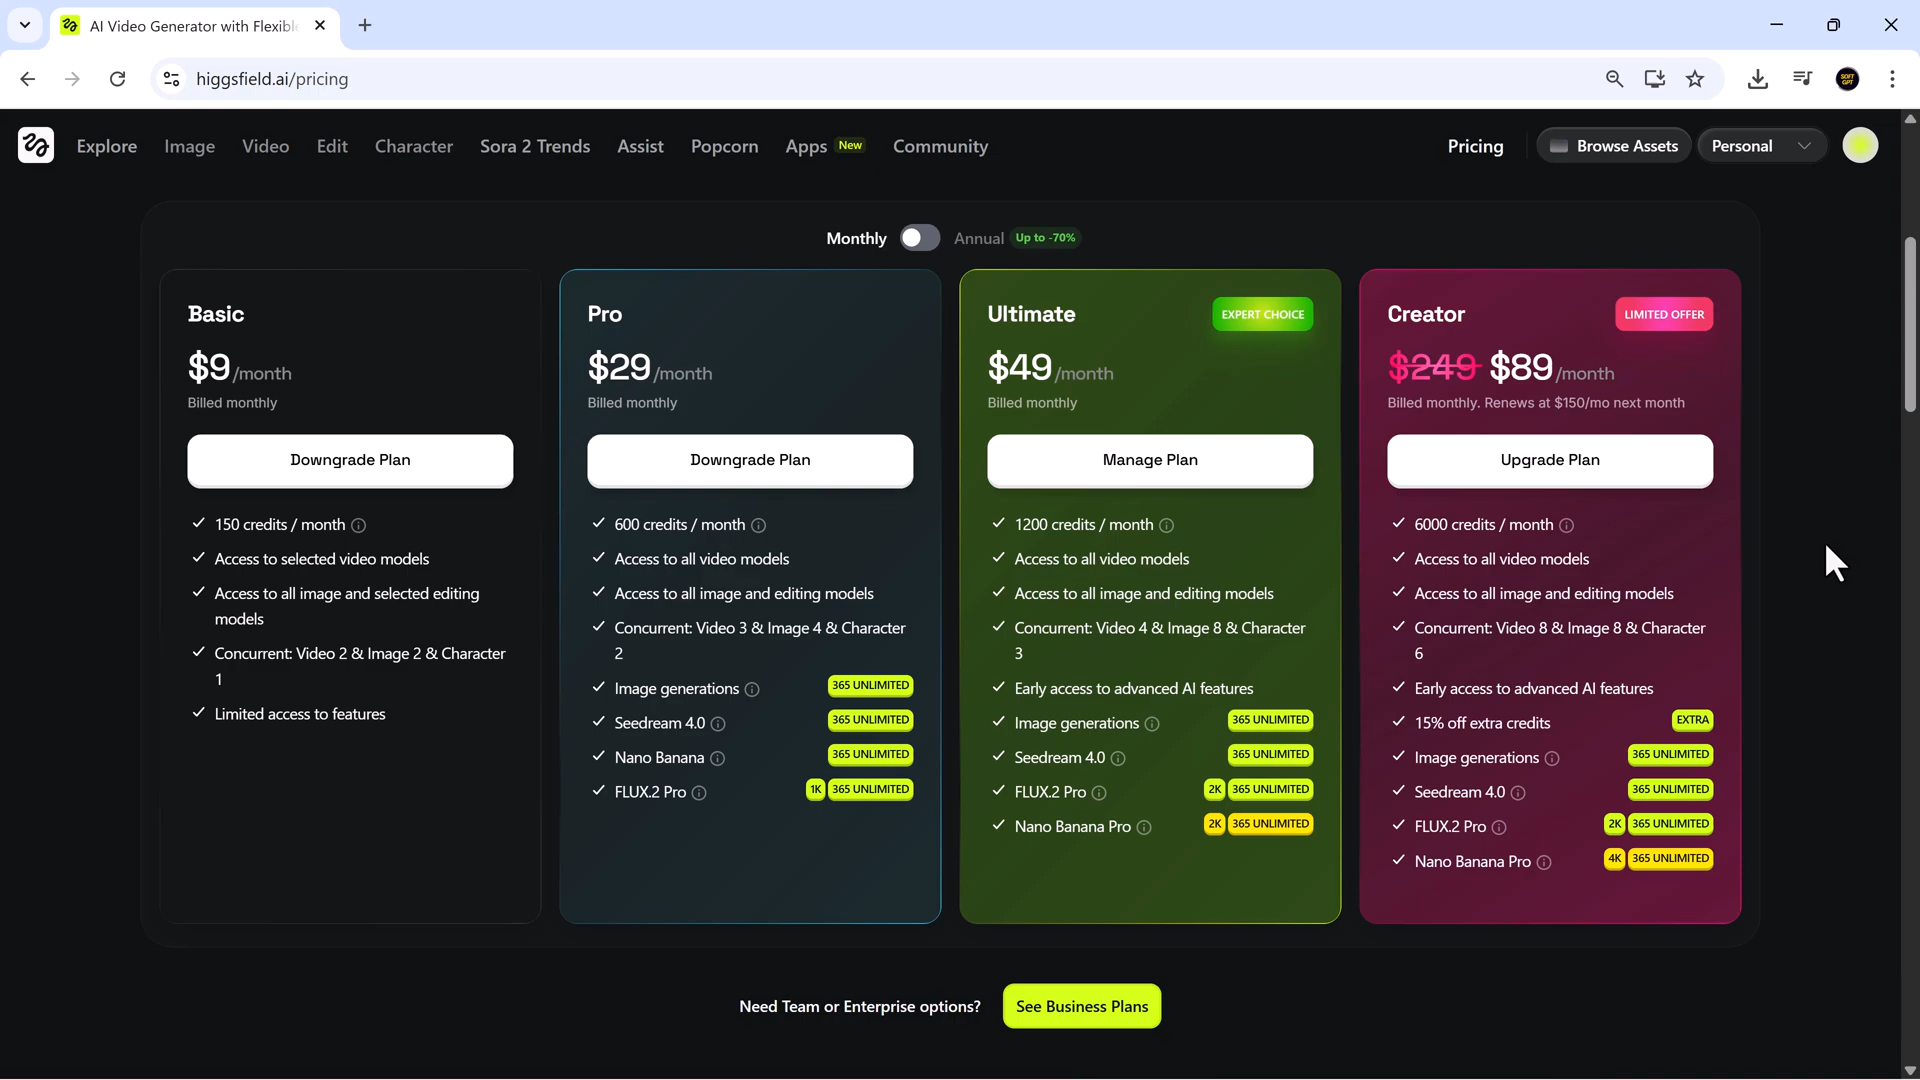 AI Video Generator with Flexible
higgsfield.ai/pricing
SOFT GPT
Explore Image Video Edit Character Sora 2 Trends Assist Popcorn Apps New Community Pricing Browse Assets Personal
Monthly Annual Up to -70%
Basic
$9/month
Billed monthly
Downgrade Plan
150 credits / month
Access to selected video models
Access to all image and selected editing
models
Concurrent: Video 2 & Image 2 & Character
1
Limited access to features
Pro
$29/month
Billed monthly
Downgrade Plan
600 credits / month
Access to all video models
Access to all image and editing models
Concurrent: Video 3 & Image 4 & Character
2
Image generations 365 UNLIMITED
Seedream 4.0 365 UNLIMITED
Nano Banana 365 UNLIMITED
FLUX.2 Pro 1K 365 UNLIMITED
Ultimate EXPERT CHOICE
$49/month
Billed monthly
Manage Plan
1200 credits / month
Access to all video models
Access to all image and editing models
Concurrent: Video 4 & Image 8 & Character
3
Early access to advanced AI features
Image generations 365 UNLIMITED
Seedream 4.0 365 UNLIMITED
FLUX.2 Pro 2K 365 UNLIMITED
Nano Banana Pro 2K 365 UNLIMITED
Creator LIMITED OFFER
$249 $89/month
Billed monthly. Renews at $150/mo next month
Upgrade Plan
6000 credits / month
Access to all video models
Access to all image and editing models
Concurrent: Video 8 & Image 8 & Character
6
Early access to advanced AI features
15% off extra credits EXTRA
Image generations 365 UNLIMITED
Seedream 4.0 365 UNLIMITED
FLUX.2 Pro 2K 365 UNLIMITED
Nano Banana Pro 4K 365 UNLIMITED
Need Team or Enterprise options? See Business Plans